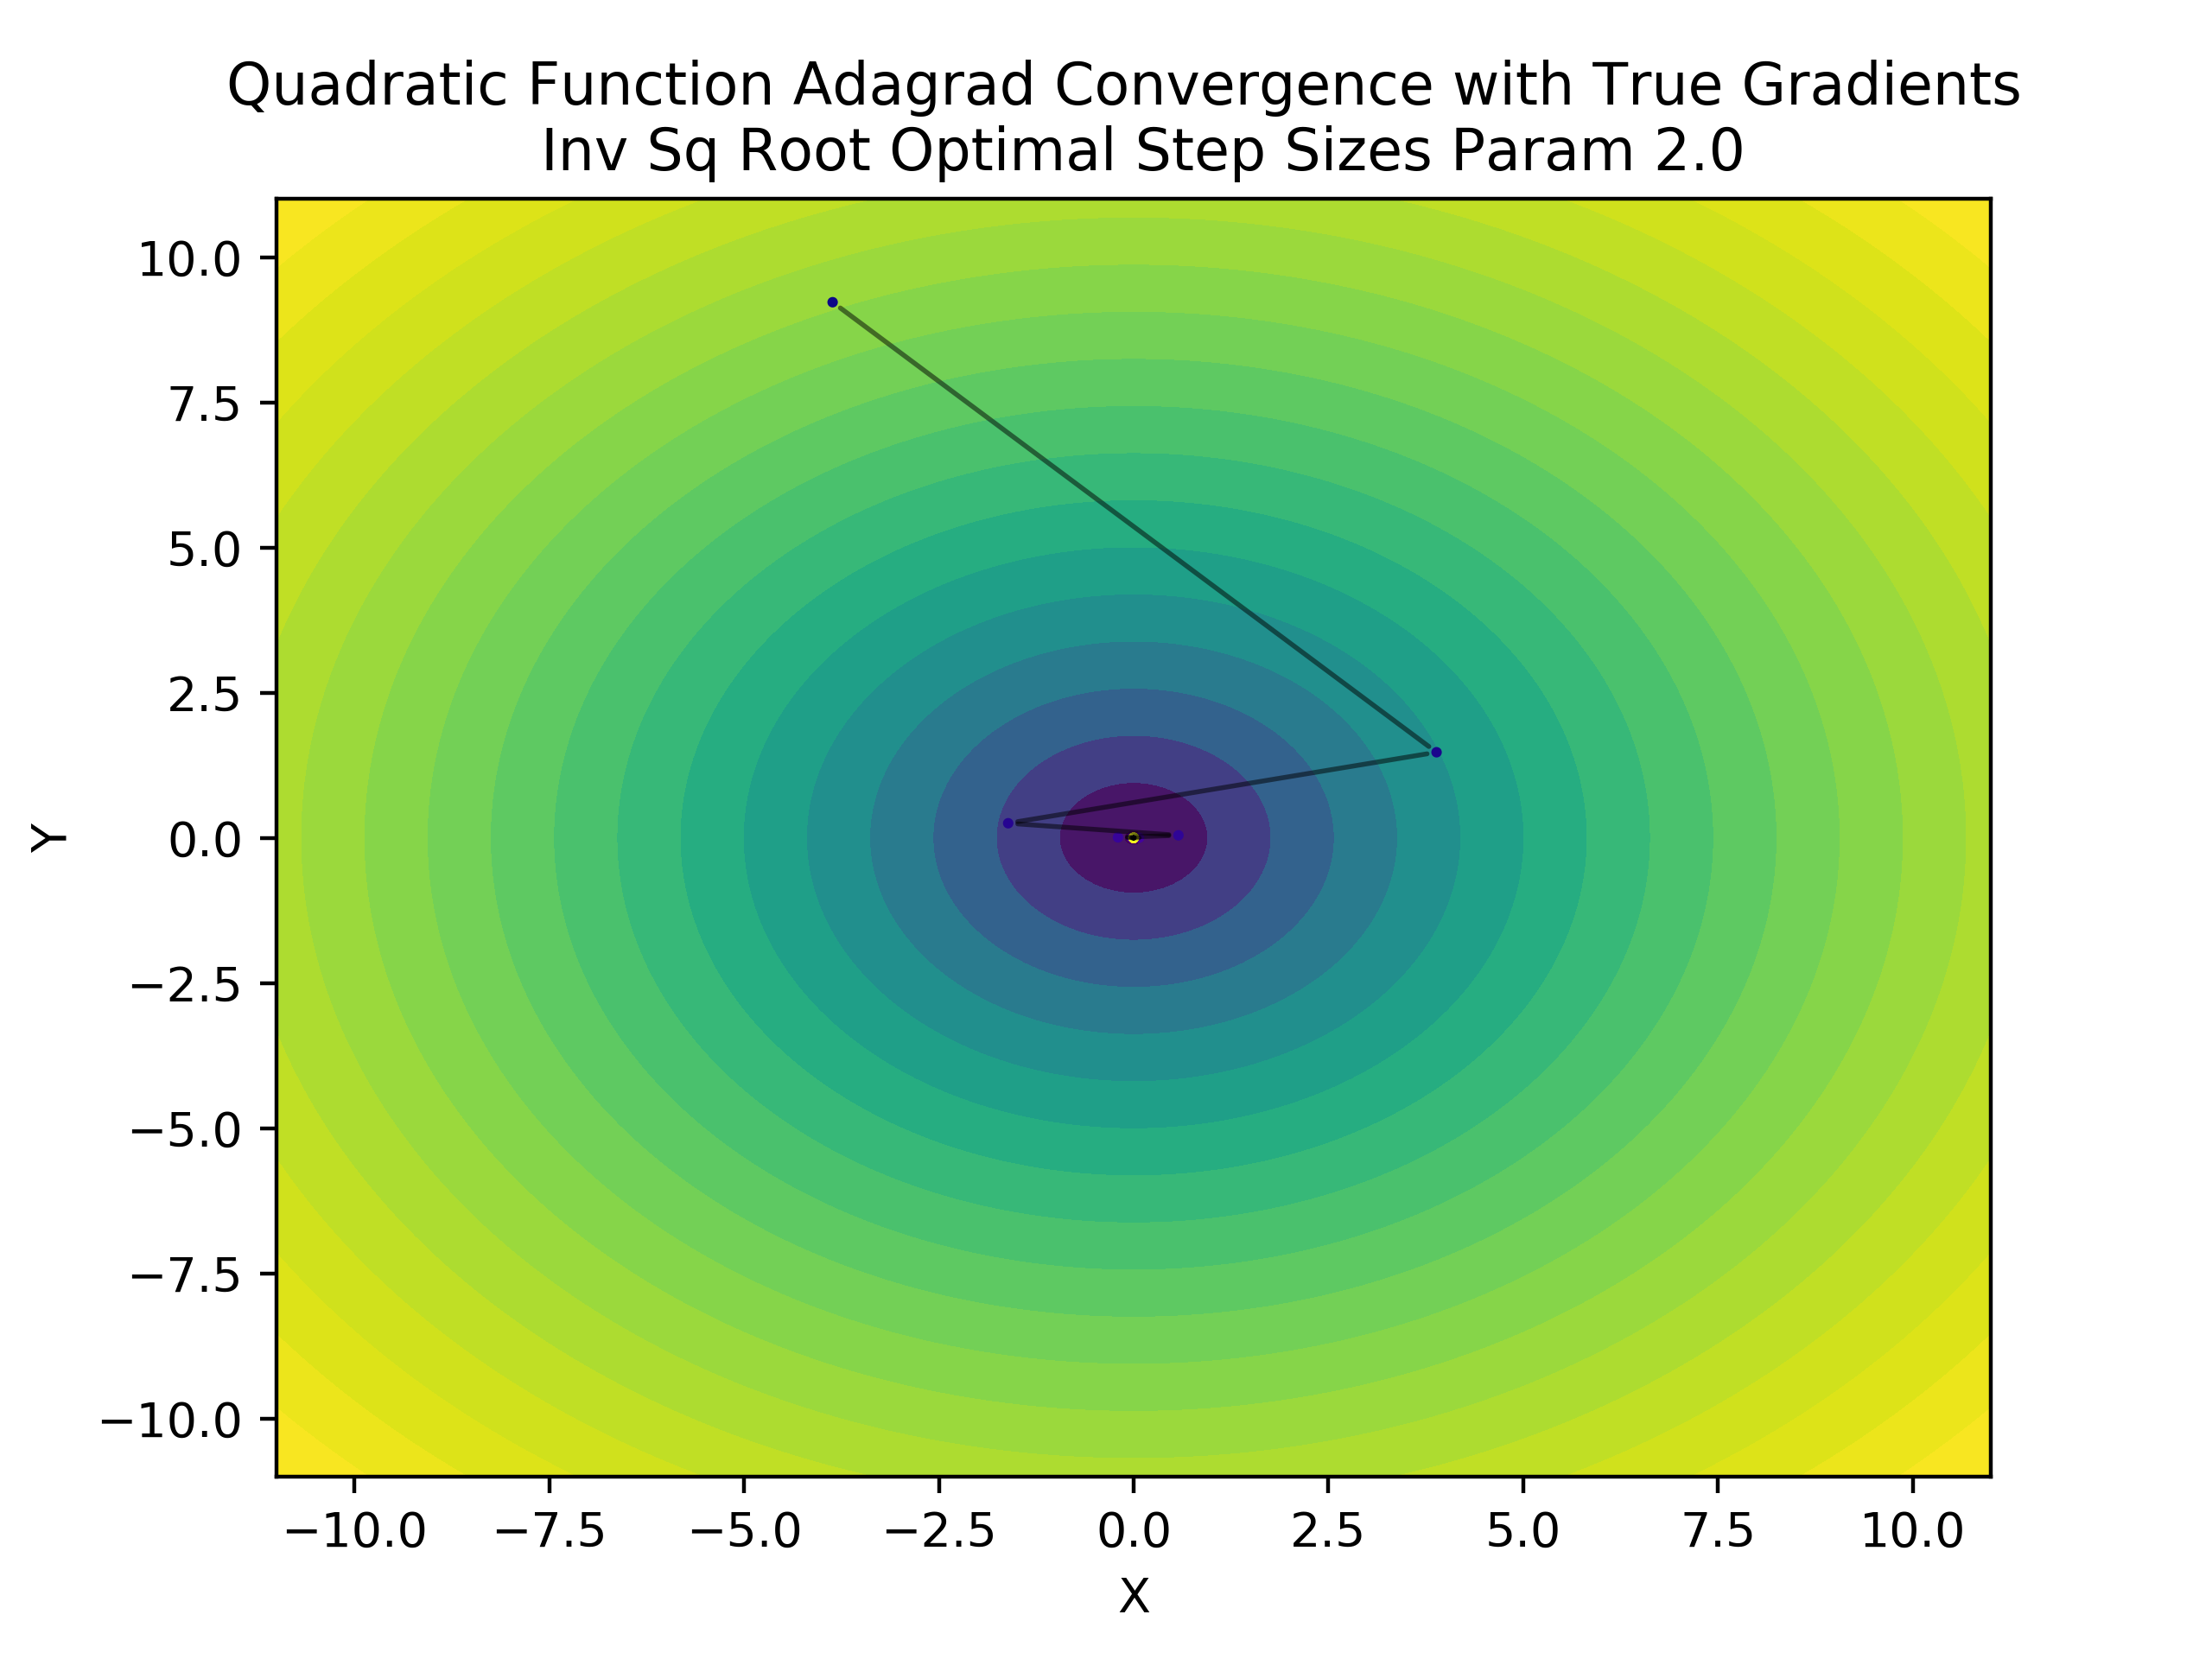 Quadratic Function Adagrad Convergence with True Gradients
Inv Sq Root Optimal Step Sizes Param 2.0
10.0
7.5
5.0
2.5
0.0
−2.5
−5.0
−7.5
−10.0
Y
−10.0 −7.5 −5.0 −2.5 0.0 2.5 5.0 7.5 10.0
X